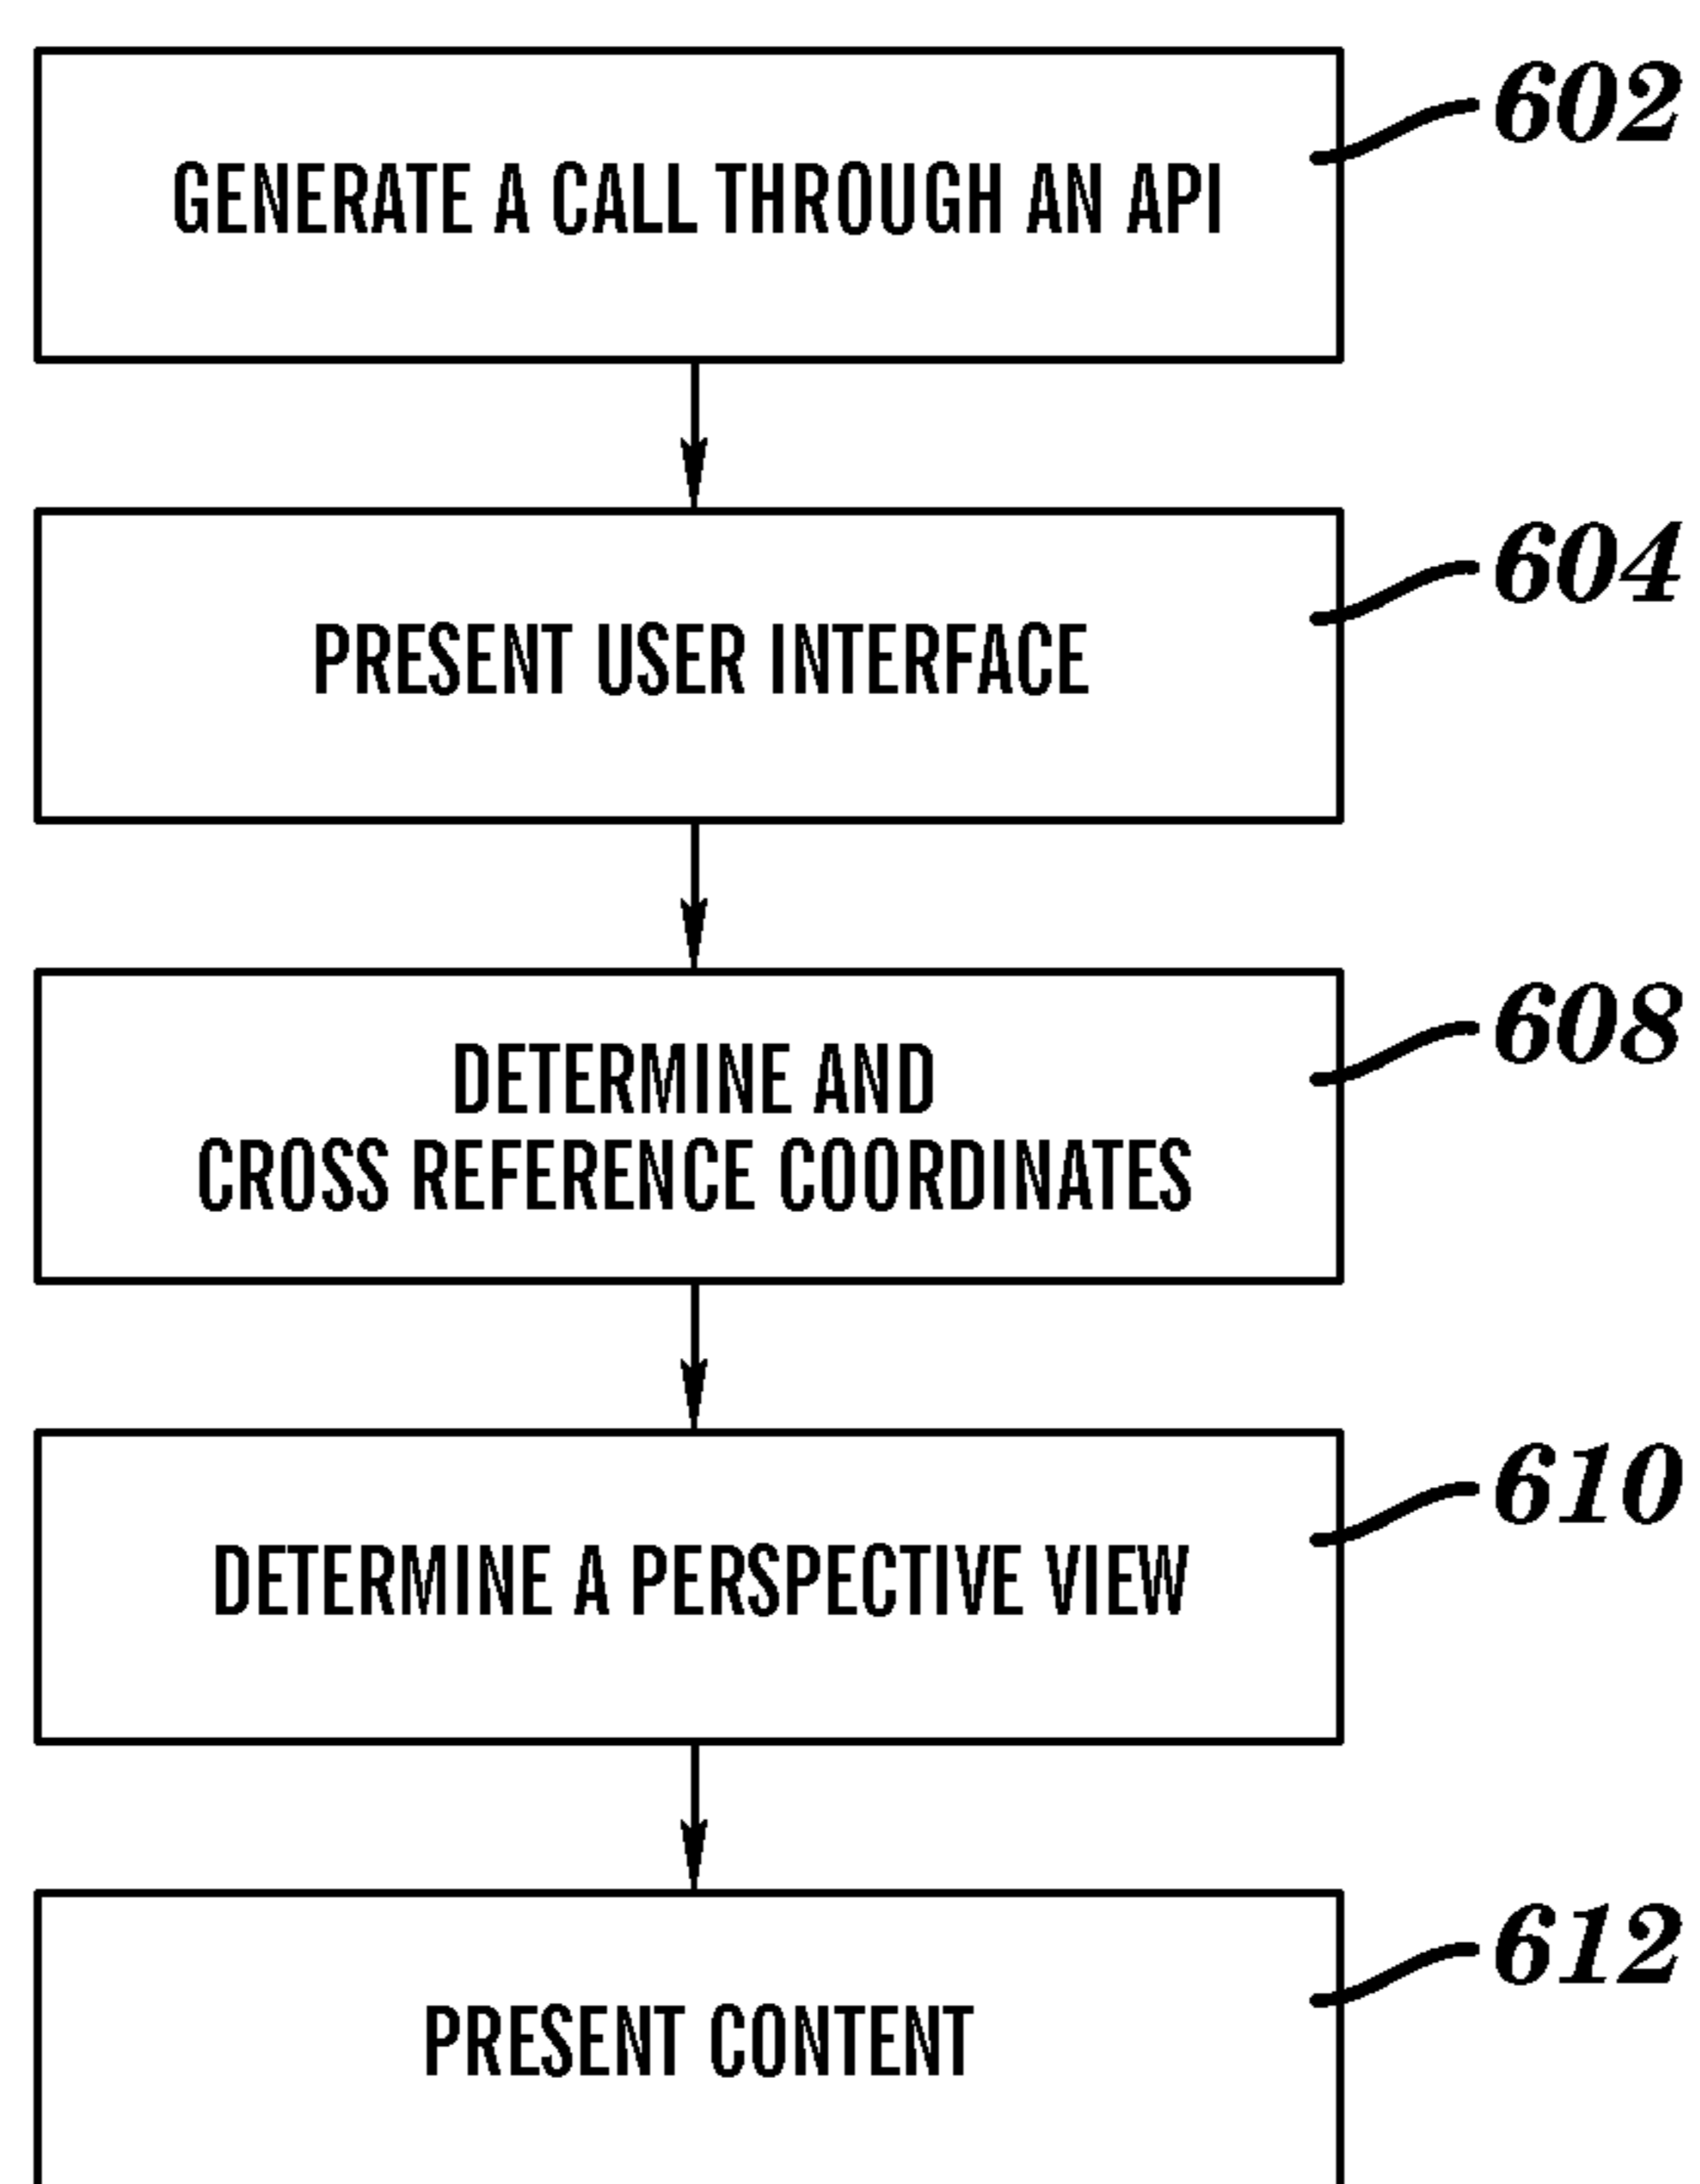 GENERATE A CALL THROUGH AN API
602
PRESENT USER INTERFACE
604
DETERMINE AND
CROSS REFERENCE COORDINATES
608
DETERMINE A PERSPECTIVE VIEW
610
PRESENT CONTENT
612